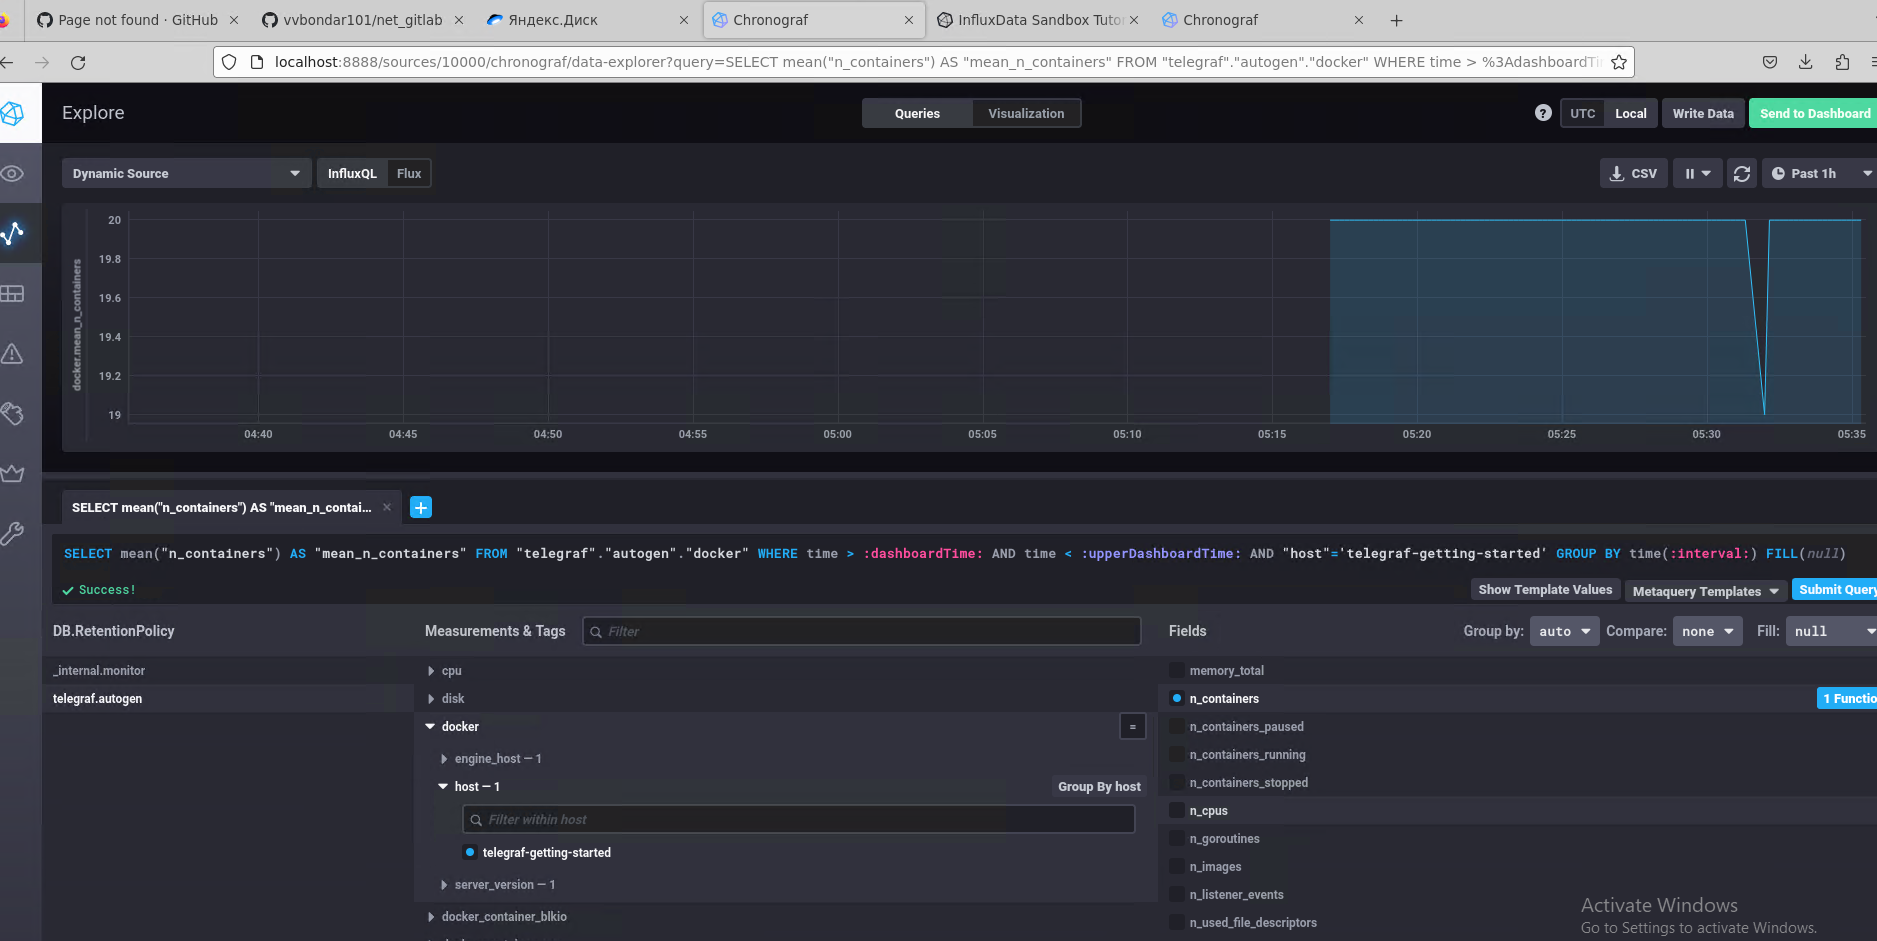 Page not found · GitHub
vvbondar101/net_gitlab
Яндекс.Диск
Chronograf
InfluxData Sandbox Tutor
Chronograf
localhost:8888/sources/10000/chronograf/data-explorer?query=SELECT mean("n_containers") AS "mean_n_containers" FROM "telegraf"."autogen"."docker" WHERE time > %3AdashboardTi
Explore
Queries
Visualization
UTC
Local
Write Data
Send to Dashboard
Dynamic Source
InfluxQL
Flux
CSV
Past 1h
docker.mean_n_containers
20
19.8
19.6
19.4
19.2
19
04:40
04:45
04:50
04:55
05:00
05:05
05:10
05:15
05:20
05:25
05:30
05:35
SELECT mean("n_containers") AS "mean_n_contai...
SELECT mean("n_containers") AS "mean_n_containers" FROM "telegraf"."autogen"."docker" WHERE time > :dashboardTime: AND time < :upperDashboardTime: AND "host"='telegraf-getting-started' GROUP BY time(:interval:) FILL(null)
Success!
Show Template Values
Metaquery Templates
Submit Query
DB.RetentionPolicy
Measurements & Tags
Filter
Fields
Group by:
auto
Compare:
none
Fill:
null
_internal.monitor
telegraf.autogen
cpu
disk
docker
=
engine_host — 1
host — 1
Group By host
Filter within host
telegraf-getting-started
server_version — 1
docker_container_blkio
memory_total
n_containers
1 Functio
n_containers_paused
n_containers_running
n_containers_stopped
n_cpus
n_goroutines
n_images
n_listener_events
n_used_file_descriptors
Activate Windows
Go to Settings to activate Windows.